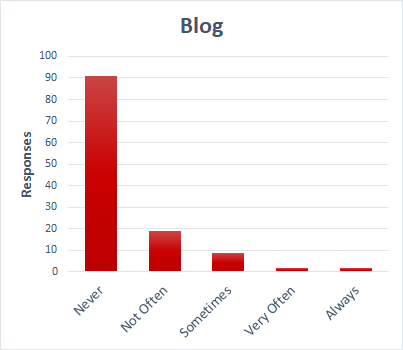 Blog
Responses
100
90
80
70
60
50
40
30
20
10
0
Never
Not Often
Sometimes
Very Often
Always